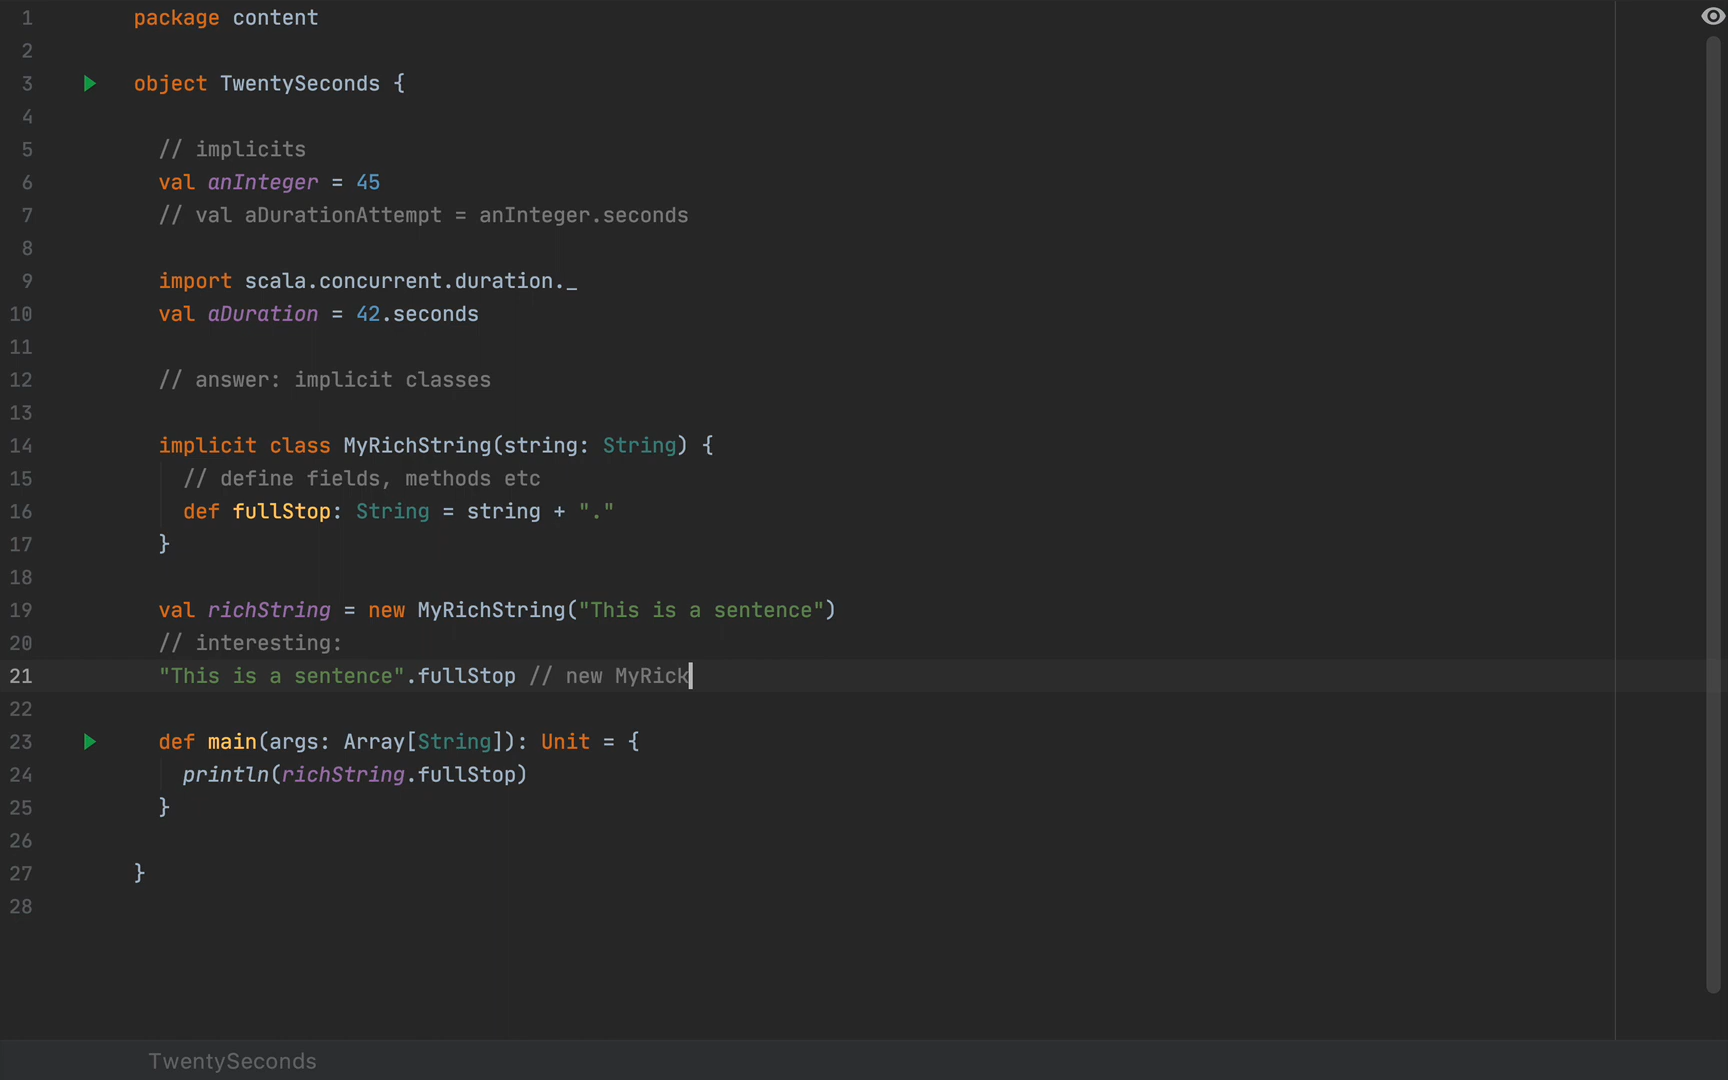 1 package content
2
3 object TwentySeconds {
4
5 // implicits
6 val anInteger = 45
7 // val aDurationAttempt = anInteger.seconds
8
9 import scala.concurrent.duration._
10 val aDuration = 42.seconds
11
12 // answer: implicit classes
13
14 implicit class MyRichString(string: String) {
15 // define fields, methods etc
16 def fullStop: String = string + "."
17 }
18
19 val richString = new MyRichString("This is a sentence")
20 // interesting:
21 "This is a sentence".fullStop // new MyRick
22
23 def main(args: Array[String]): Unit = {
24 println(richString.fullStop)
25 }
26
27 }
28
TwentySeconds